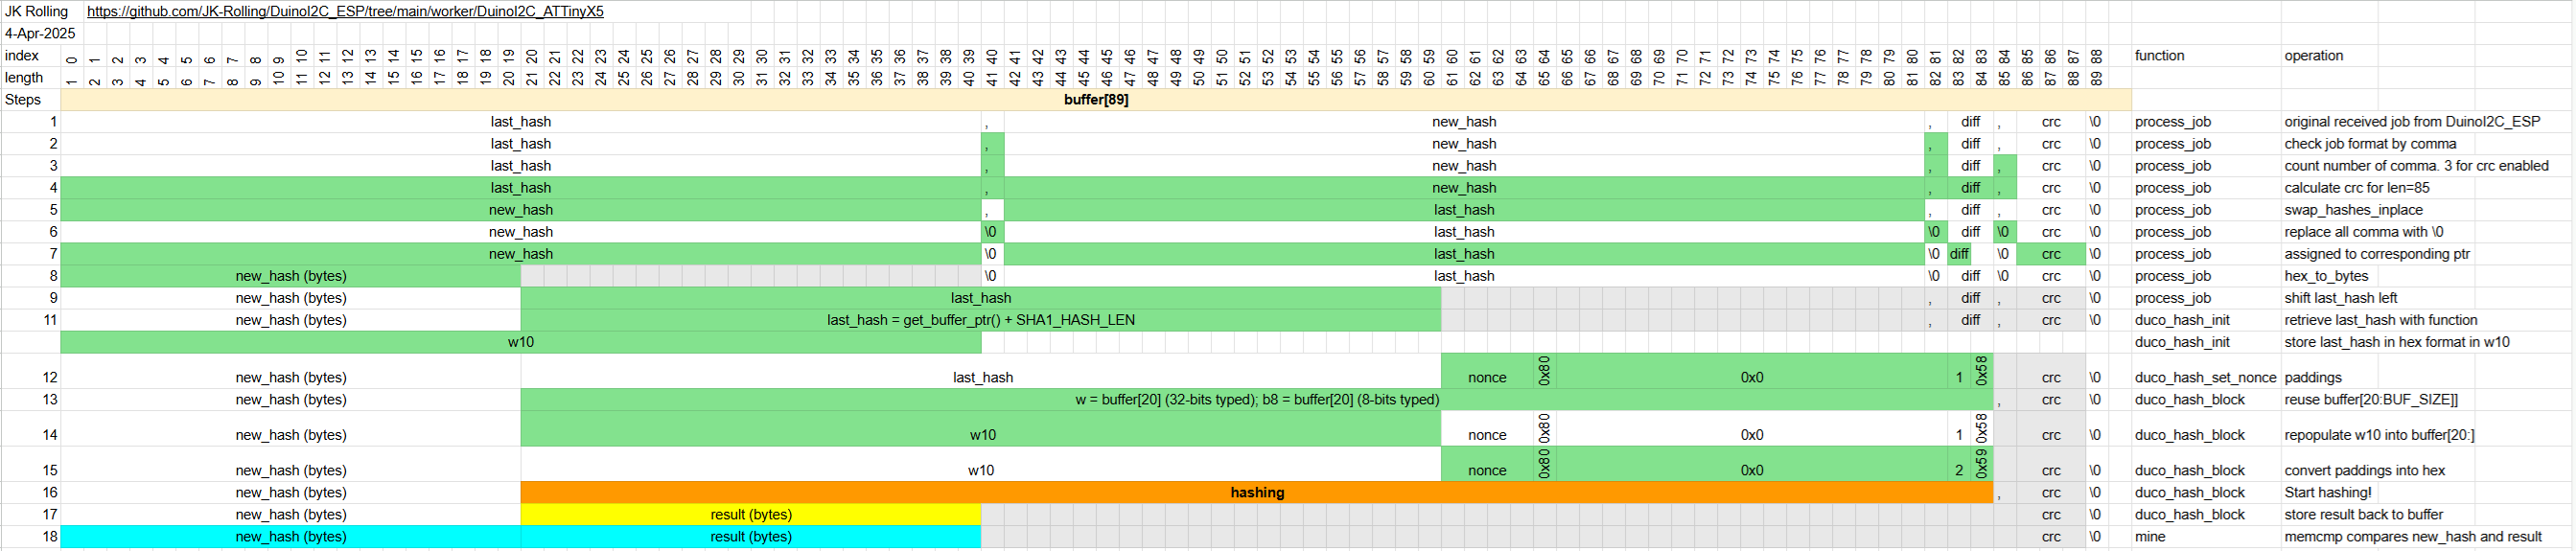 JK Rolling https://github.com/JK-Rolling/DuinoI2C_ESP/tree/main/worker/DuinoI2C_ATTinyX5
4-Apr-2025
index 0 1 2 3 4 5 6 7 8 9 10 11 12 13 14 15 16 17 18 19 20 21 22 23 24 25 26 27 28 29 30 31 32 33 34 35 36 37 38 39 40 41 42 43 44 45 46 47 48 49 50 51 52 53 54 55 56 57 58 59 60 61 62 63 64 65 66 67 68 69 70 71 72 73 74 75 76 77 78 79 80 81 82 83 84 85 86 87 88 function operation
length 1 2 3 4 5 6 7 8 9 10 11 12 13 14 15 16 17 18 19 20 21 22 23 24 25 26 27 28 29 30 31 32 33 34 35 36 37 38 39 40 41 42 43 44 45 46 47 48 49 50 51 52 53 54 55 56 57 58 59 60 61 62 63 64 65 66 67 68 69 70 71 72 73 74 75 76 77 78 79 80 81 82 83 84 85 86 87 88 89
Steps buffer[89]
1 last_hash , new_hash , diff , crc \0 process_job original received job from DuinoI2C_ESP
2 last_hash , new_hash , diff , crc \0 process_job check job format by comma
3 last_hash , new_hash , diff , crc \0 process_job count number of comma. 3 for crc enabled
4 last_hash , new_hash , diff , crc \0 process_job calculate crc for len=85
5 new_hash , last_hash , diff , crc \0 process_job swap_hashes_inplace
6 new_hash \0 last_hash \0 diff \0 crc \0 process_job replace all comma with \0
7 new_hash \0 last_hash \0 diff \0 crc \0 process_job assigned to corresponding ptr
8 new_hash (bytes) \0 last_hash \0 diff \0 crc \0 process_job hex_to_bytes
9 new_hash (bytes) last_hash , diff , crc \0 process_job shift last_hash left
11 new_hash (bytes) last_hash = get_buffer_ptr() + SHA1_HASH_LEN , diff , crc \0 duco_hash_init retrieve last_hash with function
w10 duco_hash_init store last_hash in hex format in w10
12 new_hash (bytes) last_hash nonce 0x80 0x0 1 0x58 crc \0 duco_hash_set_nonce paddings
13 new_hash (bytes) w = buffer[20] (32-bits typed); b8 = buffer[20] (8-bits typed) , crc \0 duco_hash_block reuse buffer[20:BUF_SIZE]]
14 new_hash (bytes) w10 nonce 0x80 0x0 1 0x58 crc \0 duco_hash_block repopulate w10 into buffer[20:]
15 new_hash (bytes) w10 nonce 0x80 0x0 2 0x59 crc \0 duco_hash_block convert paddings into hex
16 new_hash (bytes) hashing , crc \0 duco_hash_block Start hashing!
17 new_hash (bytes) result (bytes) crc \0 duco_hash_block store result back to buffer
18 new_hash (bytes) result (bytes) crc \0 mine memcmp compares new_hash and result